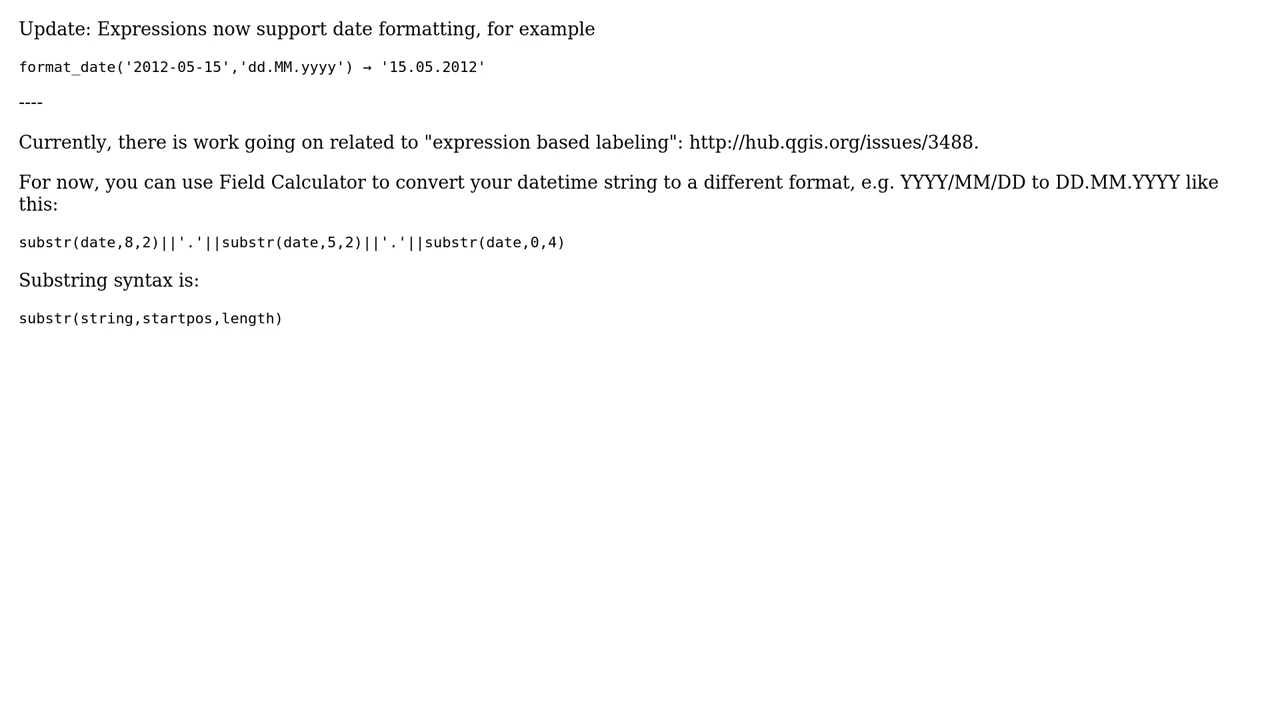 Update: Expressions now support date formatting, for example
format_date('2012-05-15','dd.MM.yyyy') → '15.05.2012'
----
Currently, there is work going on related to "expression based labeling": http://hub.qgis.org/issues/3488.
For now, you can use Field Calculator to convert your datetime string to a different format, e.g. YYYY/MM/DD to DD.MM.YYYY like
this:
substr(date,8,2)||'.'||substr(date,5,2)||'.'||substr(date,0,4)
Substring syntax is:
substr(string,startpos,length)